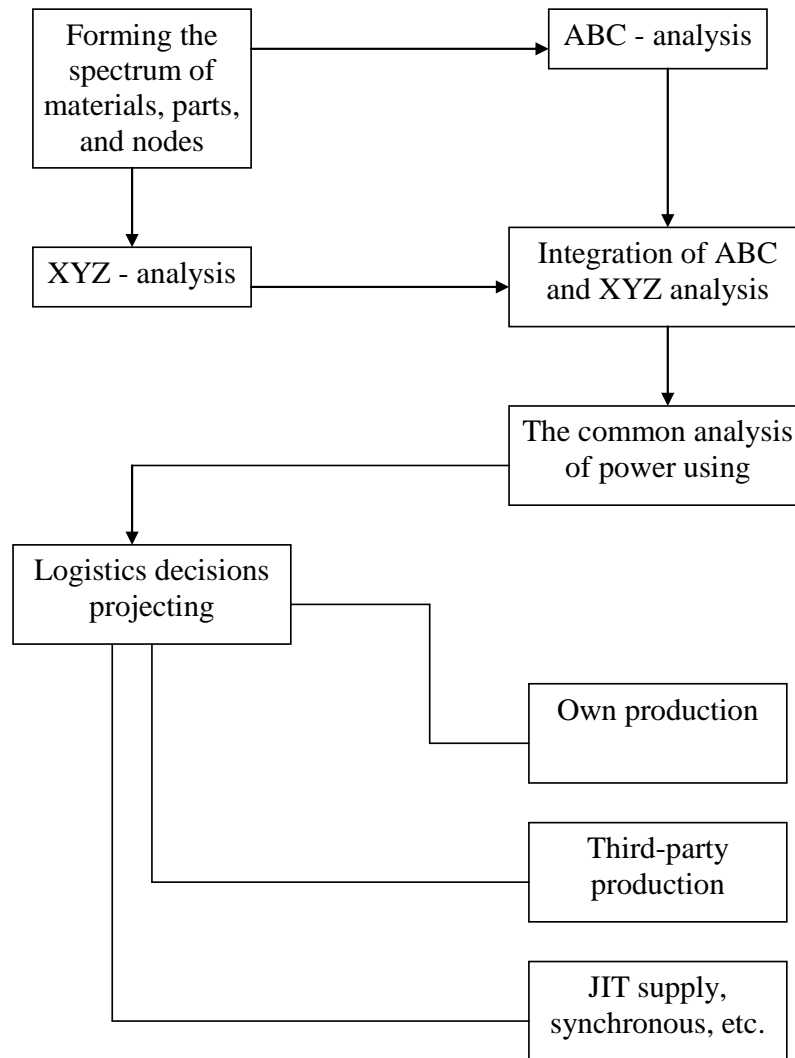 Forming the
spectrum of
materials, parts,
and nodes
ABC - analysis
XYZ - analysis
Integration of ABC
and XYZ analysis
The common analysis
of power using
Logistics decisions
projecting
Own production
Third-party
production
JIT supply,
synchronous, etc.